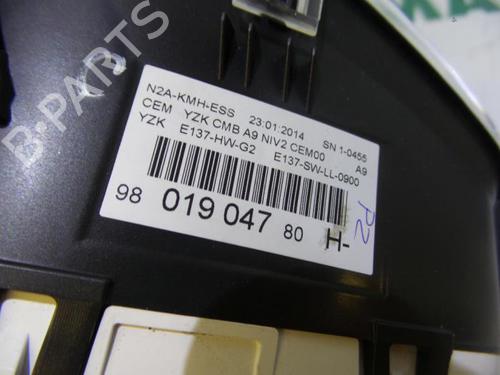 N2A-KMH-ESS 23:01:2014 SN 1-0455
CEM YZK CMB A9 NIV2 CEM00 A9
YZK E137-HW-G2 E137-SW-LL-0900
98 019 047 80 H-
P2
B-PARTS